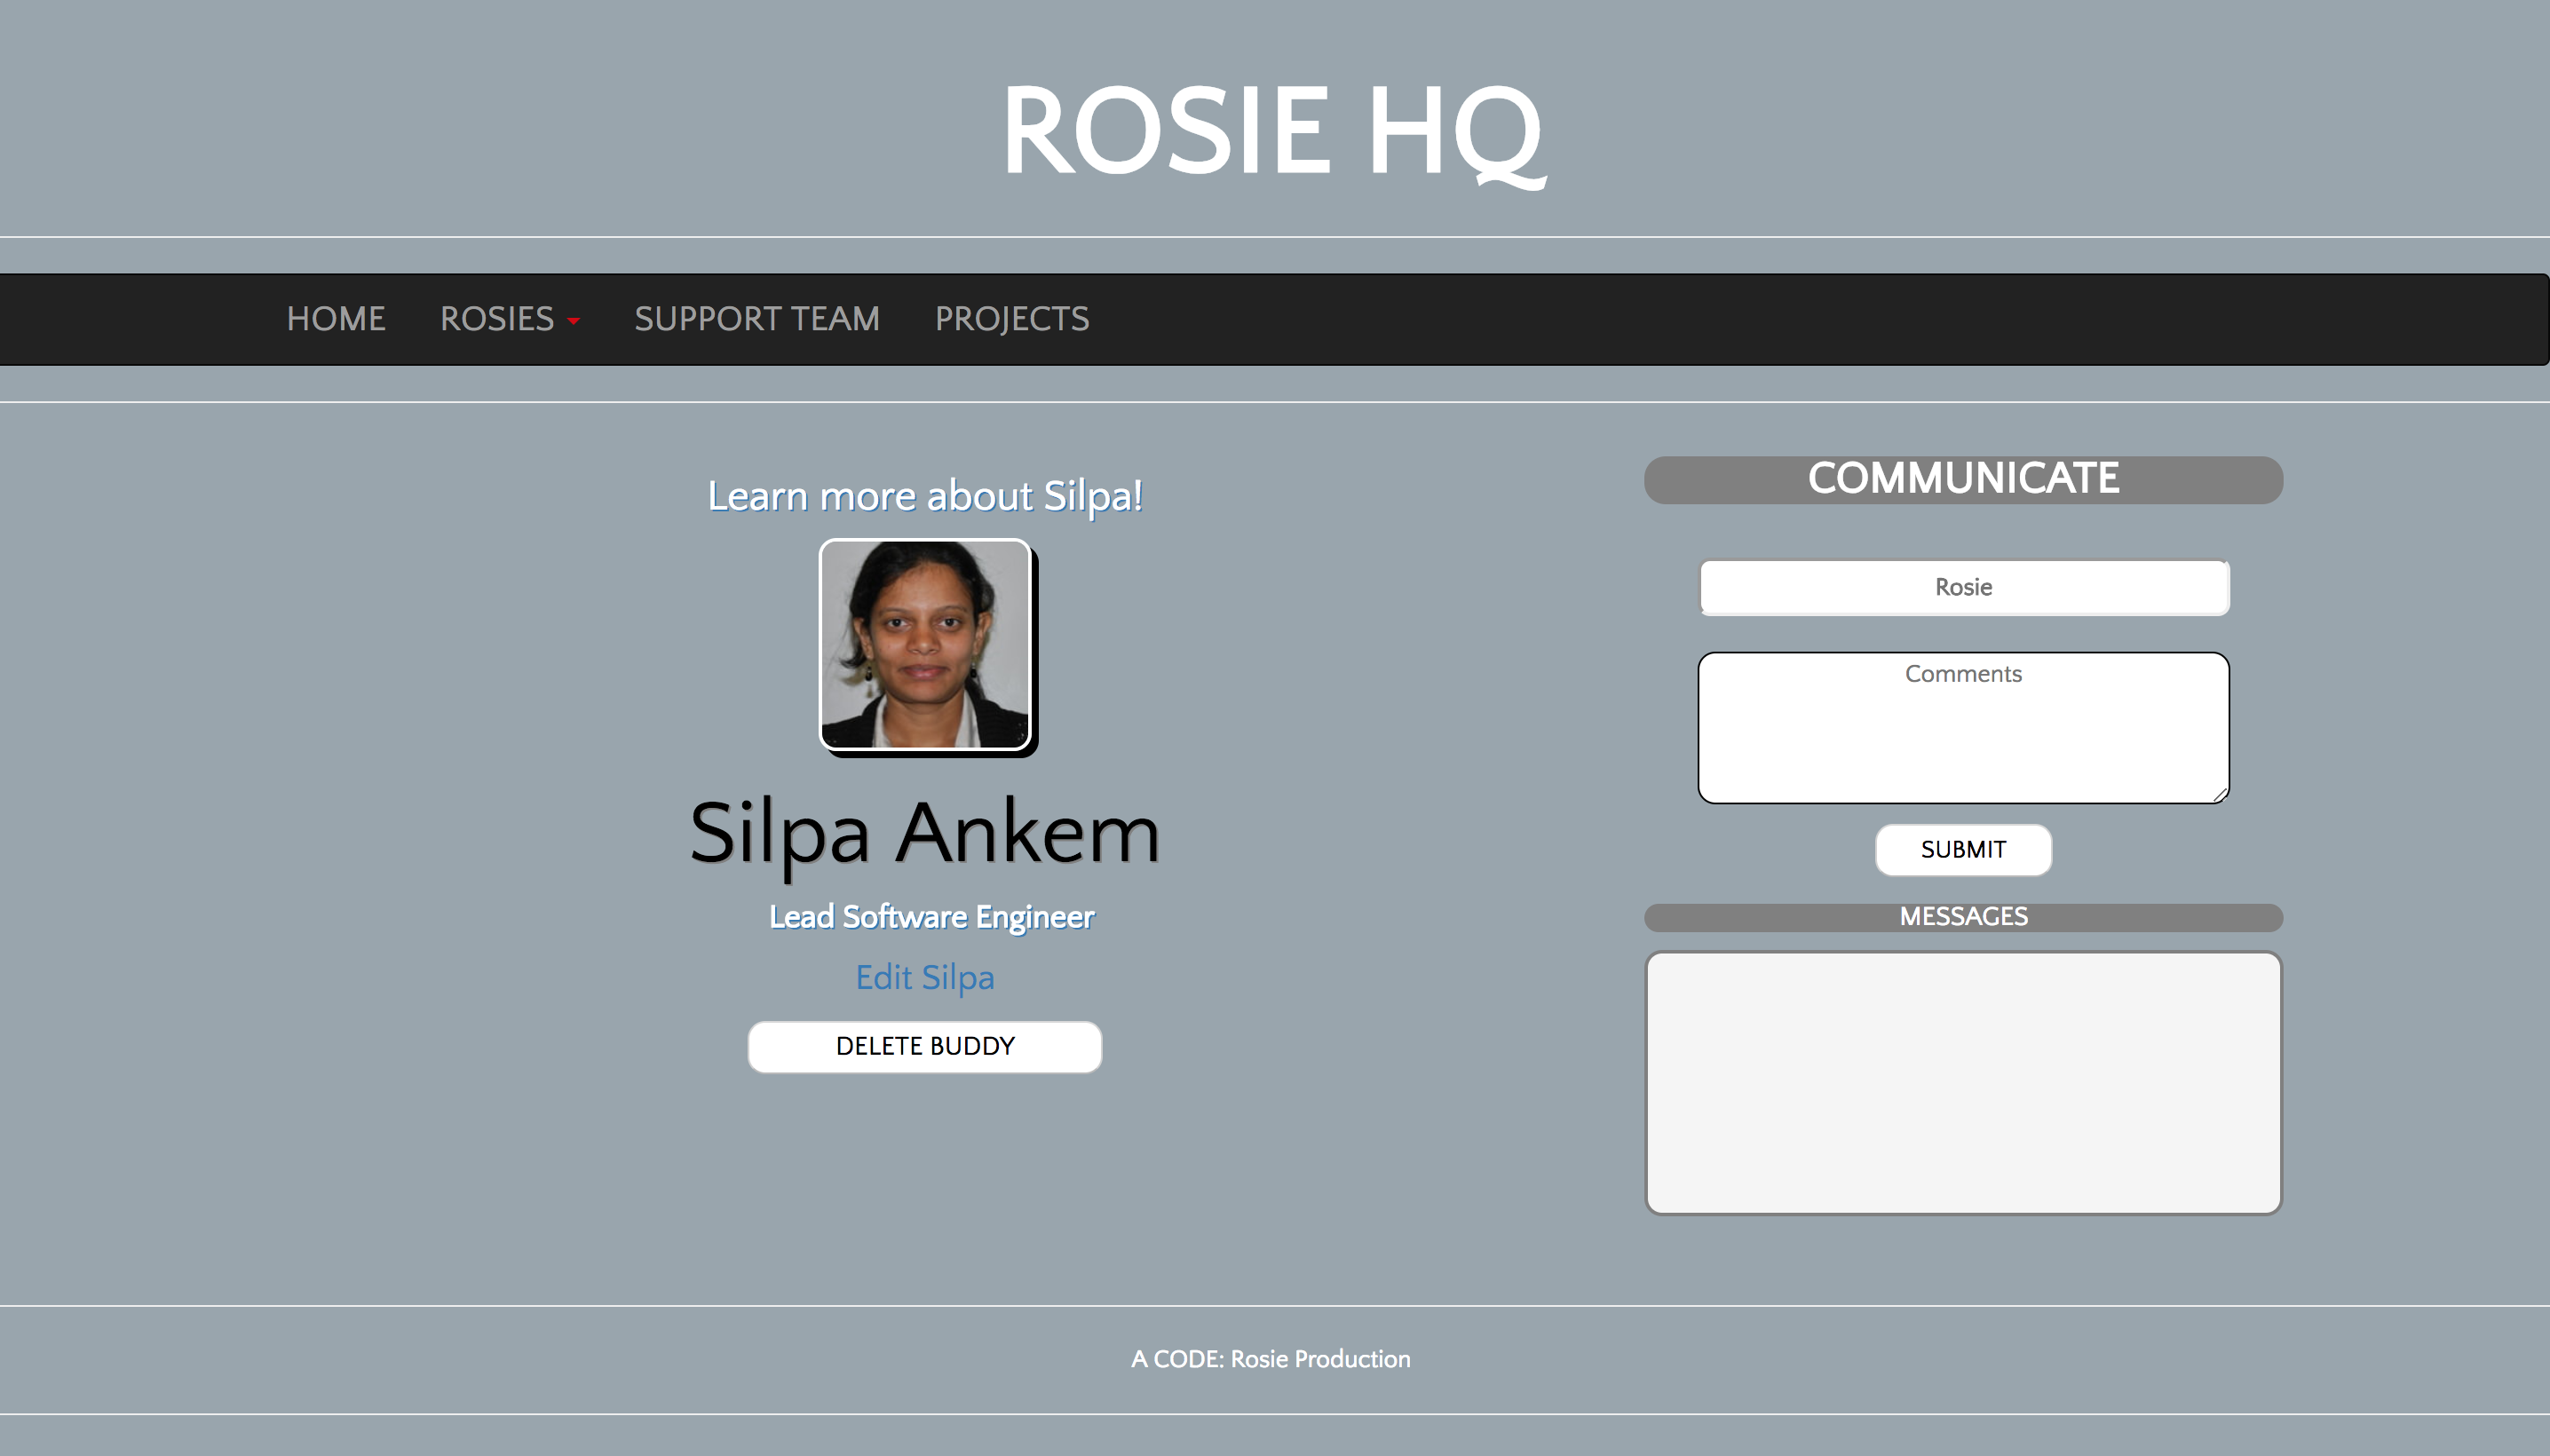 ROSIE HQ
HOME ROSIES SUPPORT TEAM PROJECTS
Learn more about Silpa!
Silpa Ankem
Lead Software Engineer
Edit Silpa
DELETE BUDDY
COMMUNICATE
Rosie
Comments
SUBMIT
MESSAGES
A CODE: Rosie Production